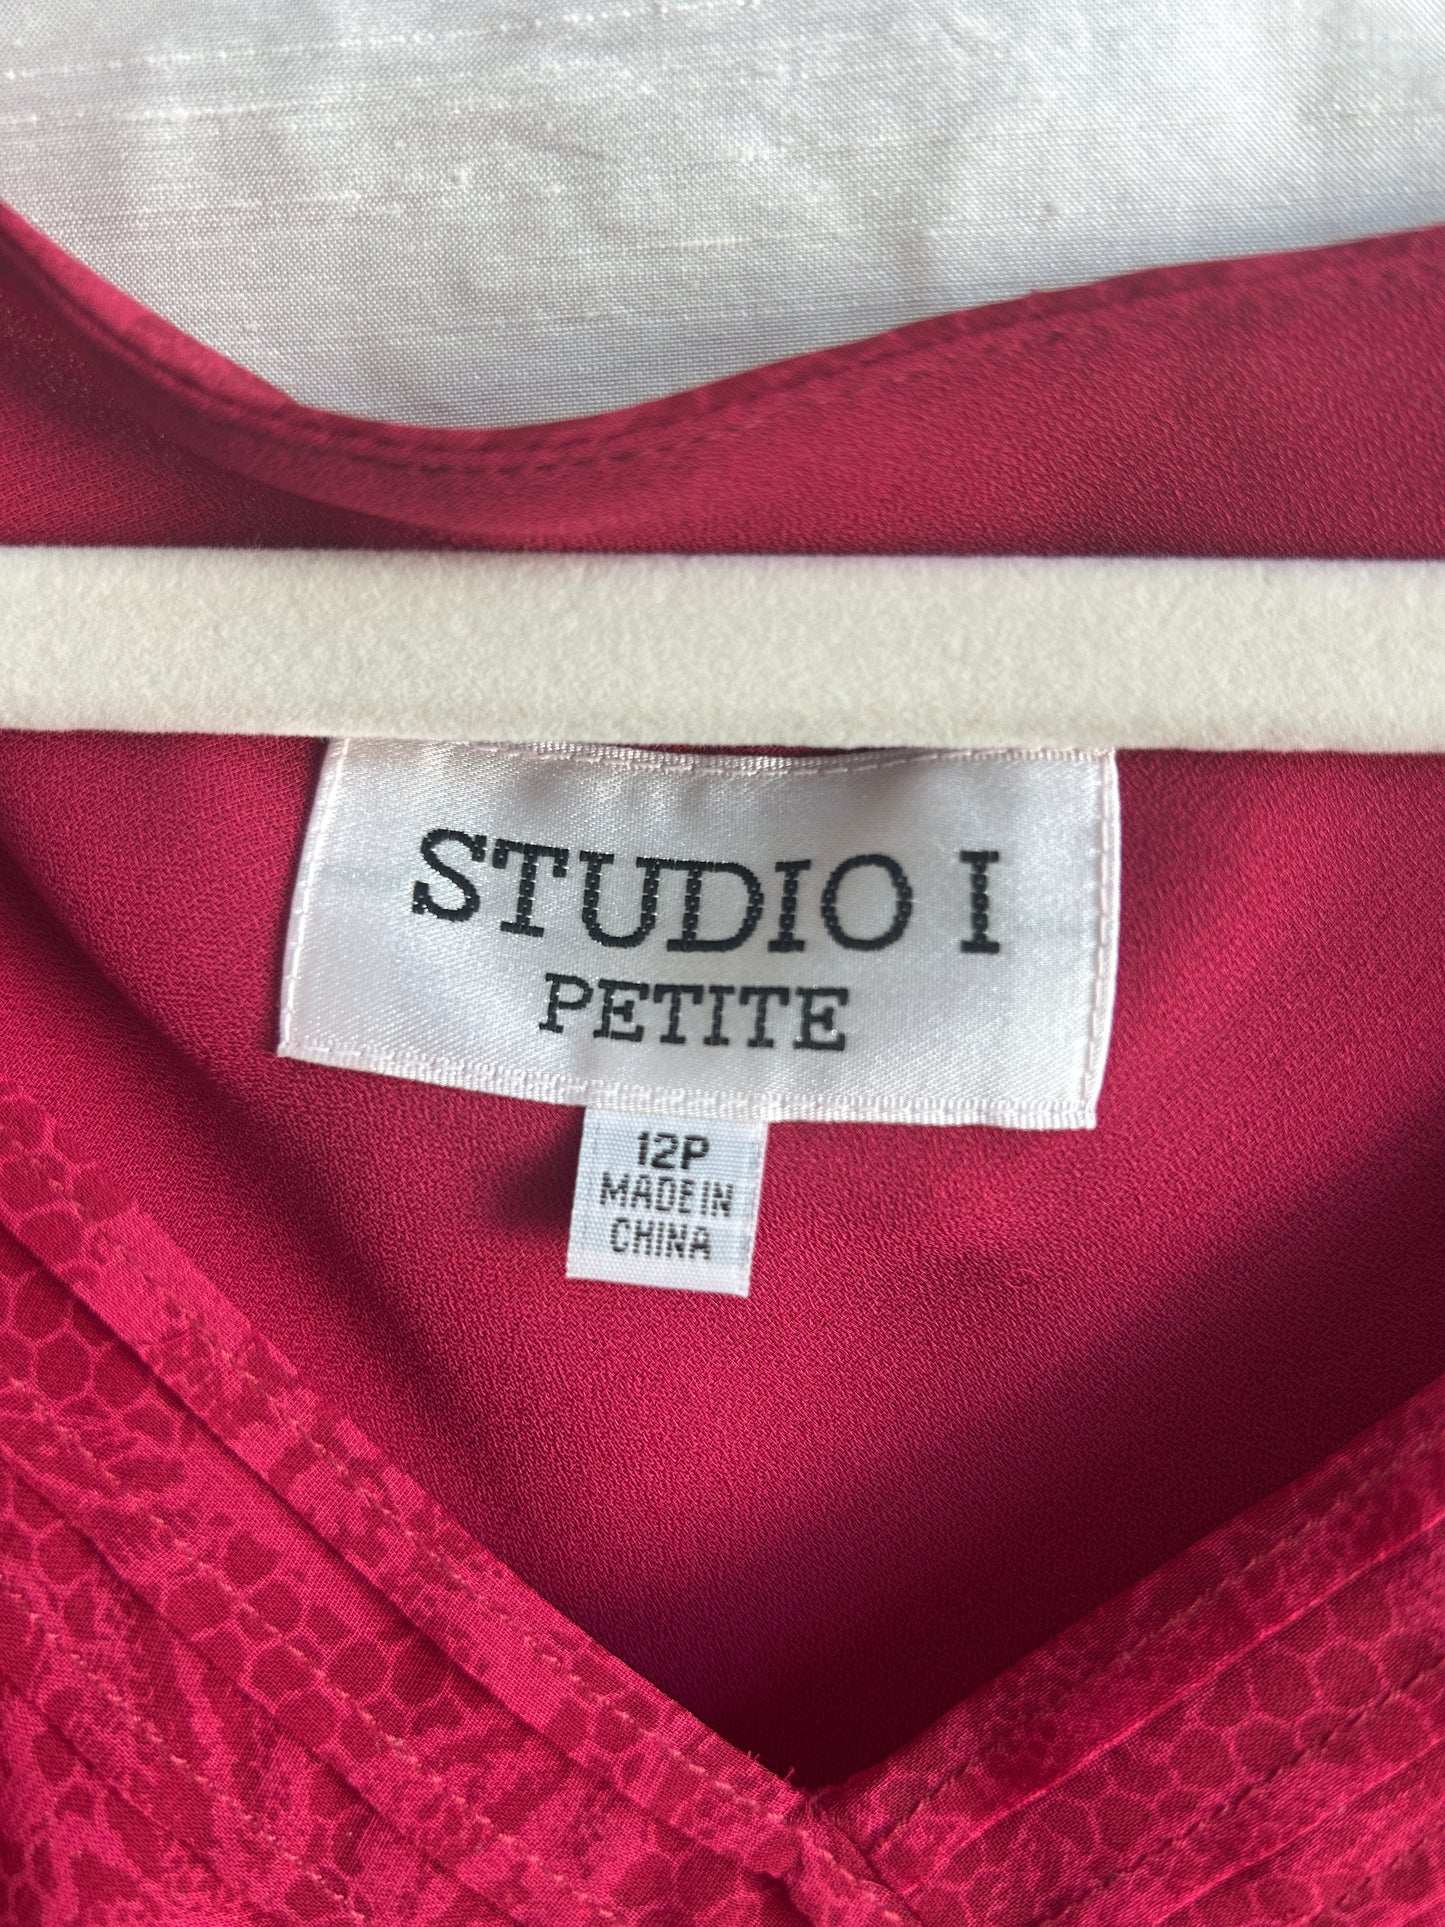 STUDIO I
PETITE
12P
MADE IN
CHINA